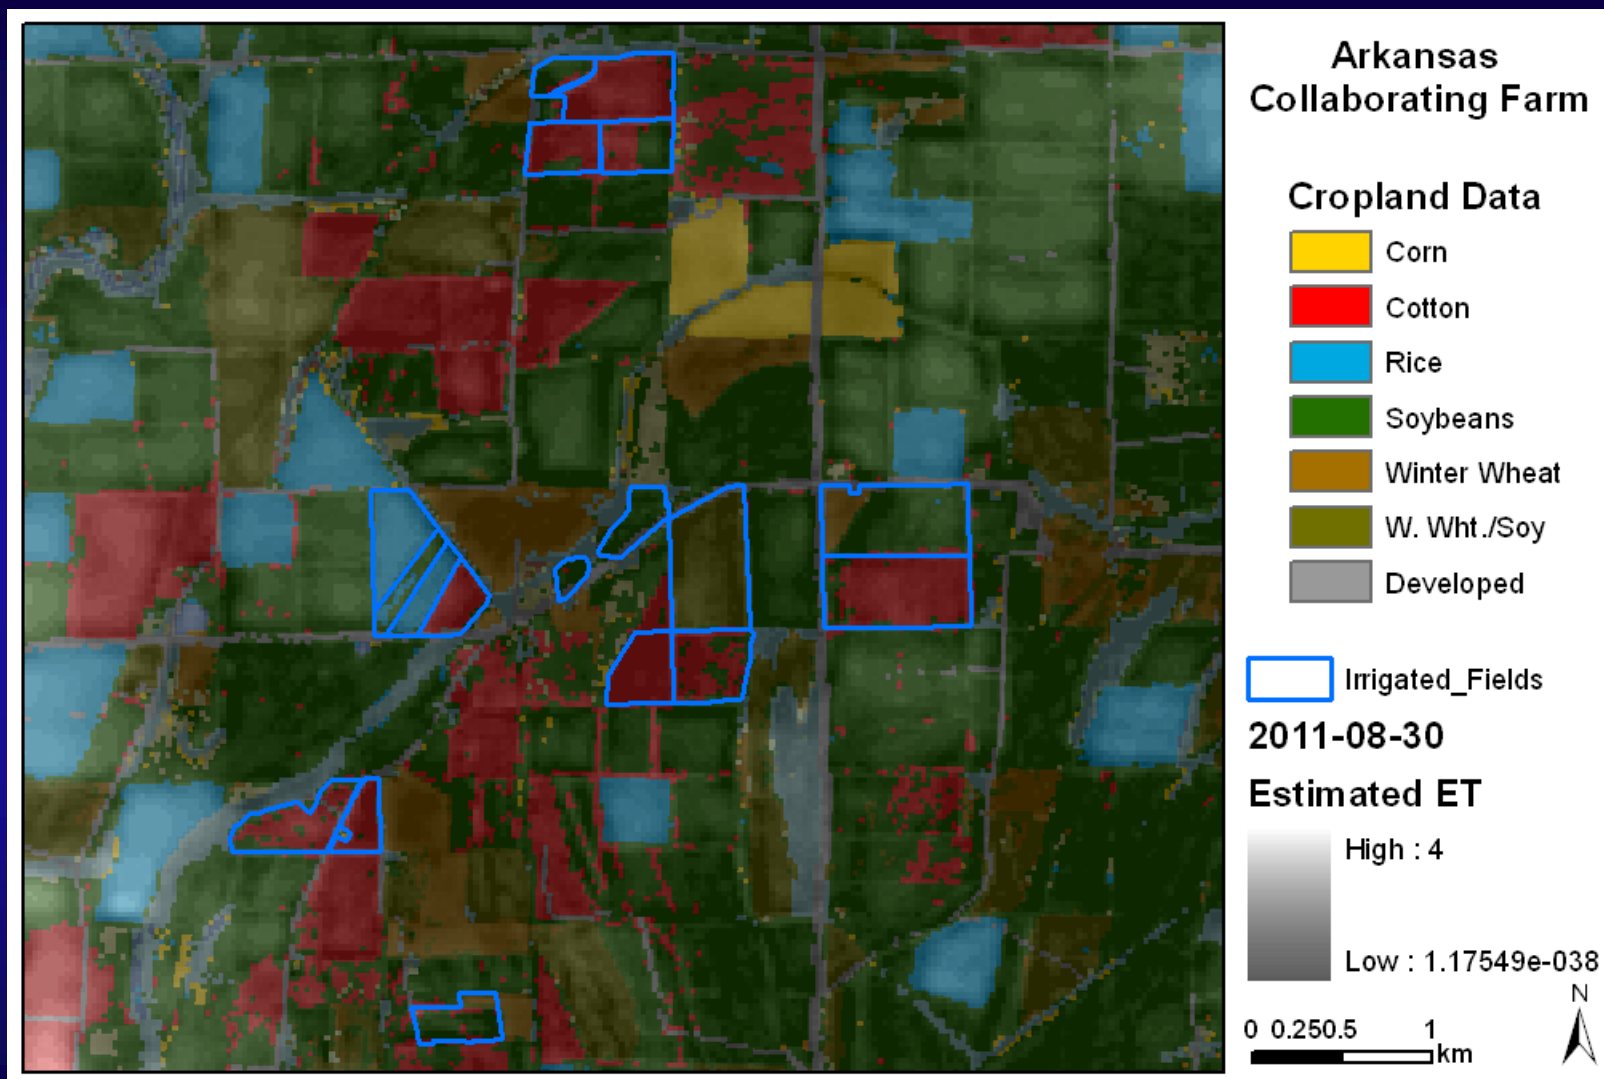 Arkansas
Collaborating Farm
Cropland Data
Corn
Cotton
Rice
Soybeans
Winter Wheat
W. Wht./Soy
Developed
Irrigated_Fields
2011-08-30
Estimated ET
High : 4
Low : 1.17549e-038
N
0 0.250.5 1
km